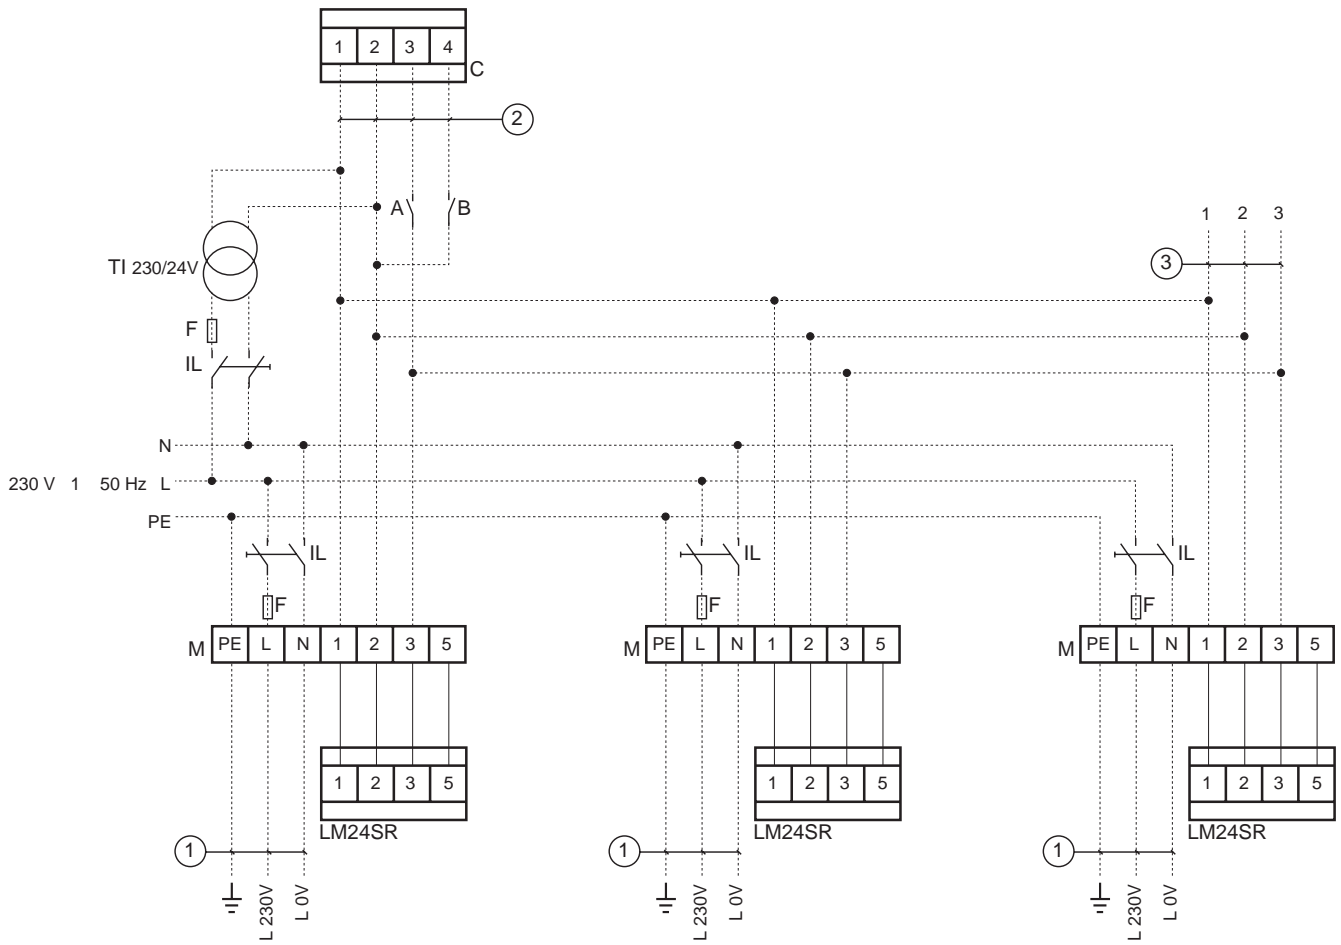 1 2 3 4
C
2
A B
1 2 3
TI 230/24V
3
F
IL
N
230 V 1 50 Hz L
PE
IL IL IL
F F F
M PE L N 1 2 3 5
M PE L N 1 2 3 5
M PE L N 1 2 3 5
1 2 3 5
1 2 3 5
1 2 3 5
LM24SR LM24SR LM24SR
1 1 1
L 230V
L 0V
L 230V
L 0V
L 230V
L 0V